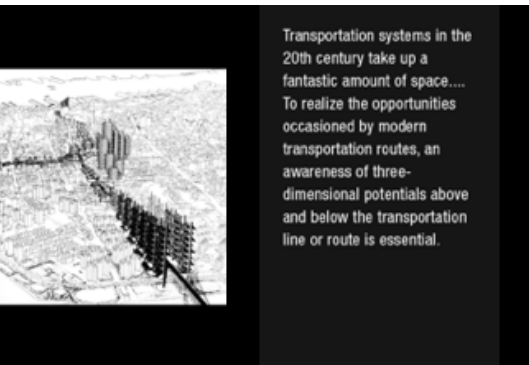 Transportation systems in the
20th century take up a
fantastic amount of space....
To realize the opportunities
occasioned by modern
transportation routes, an
awareness of three-
dimensional potentials above
and below the transportation
line or route is essential.